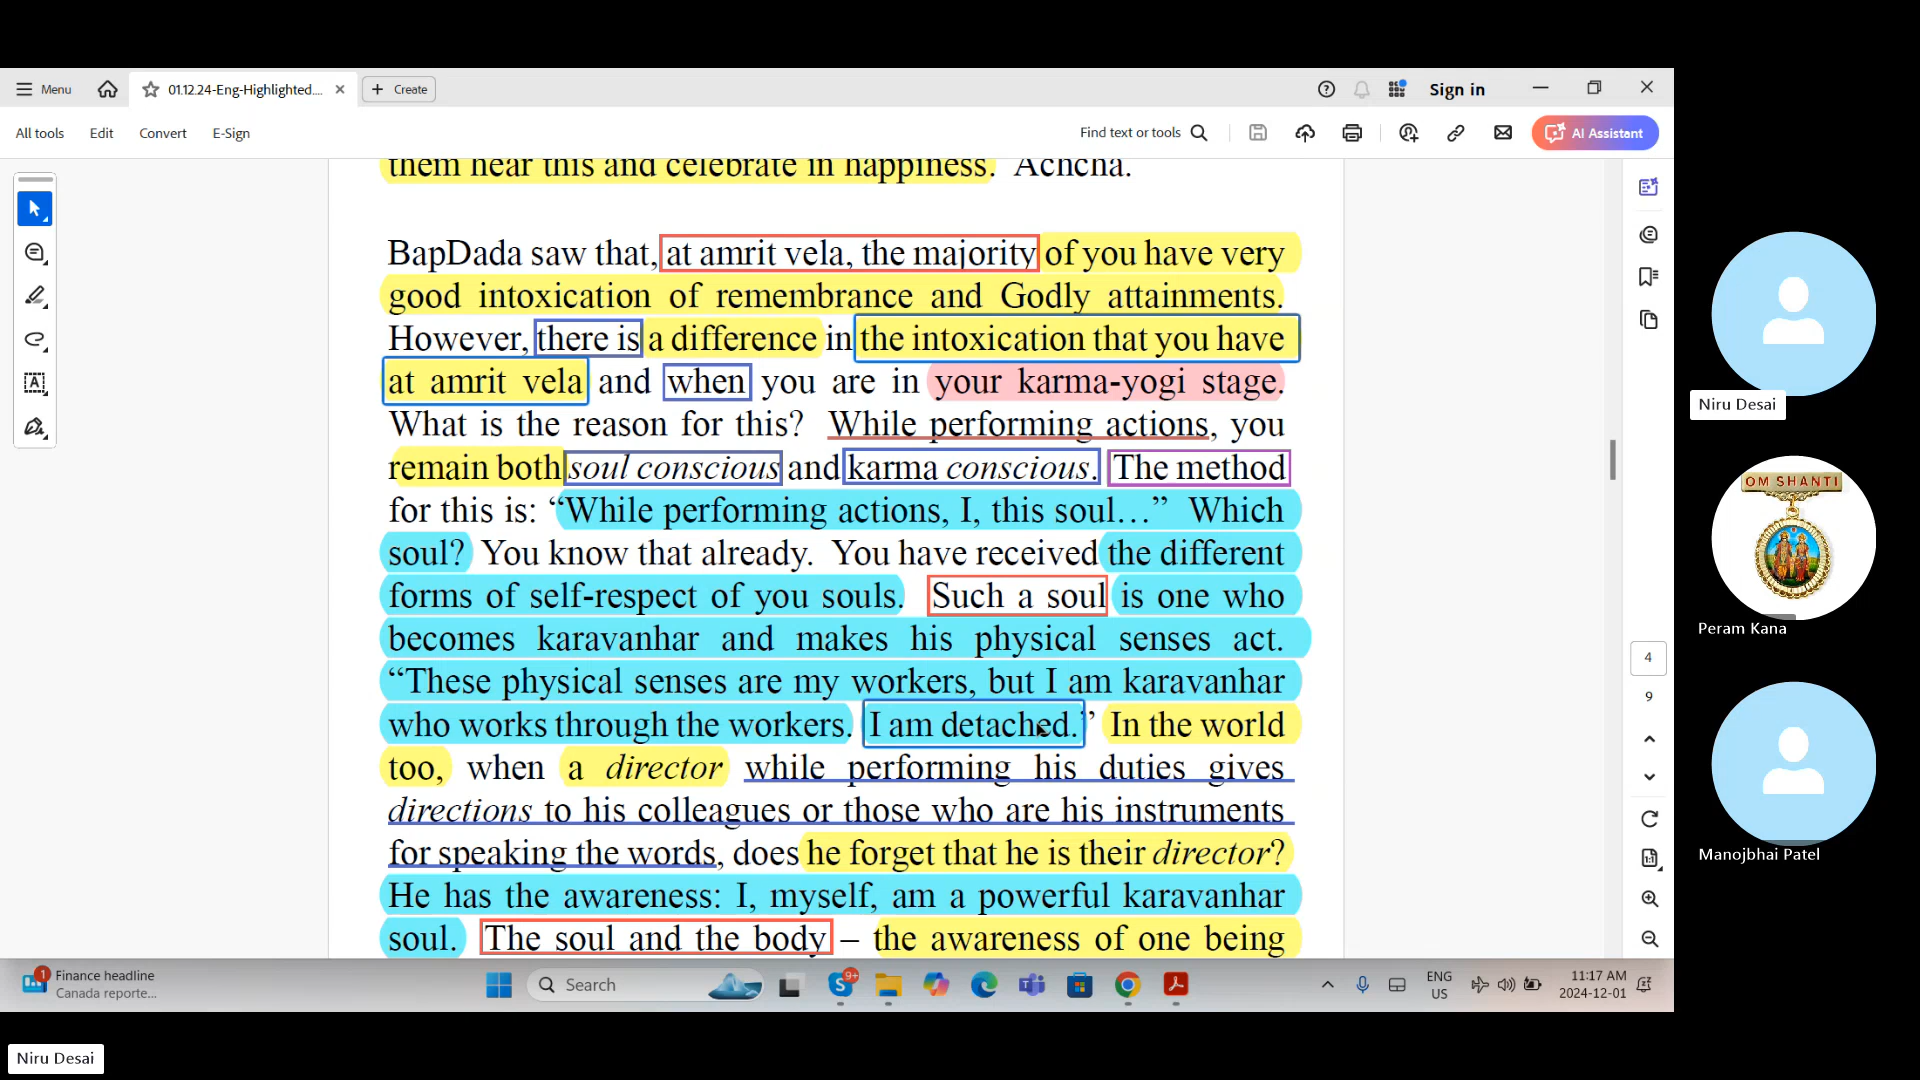 Menu
01.12.24-Eng-Highlighted....
Create
Sign in
All tools
Edit
Convert
E-Sign
Find text or tools
AI Assistant
them hear this and celebrate in happiness. Achcha.
BapDada saw that, at amrit vela, the majority of you have very
good intoxication of remembrance and Godly attainments.
However, there is a difference in the intoxication that you have
at amrit vela and when you are in your karma-yogi stage.
What is the reason for this? While performing actions, you
remain both soul conscious and karma conscious. The method
for this is: “While performing actions, I, this soul…” Which
soul? You know that already. You have received the different
forms of self-respect of you souls. Such a soul is one who
becomes karavanhar and makes his physical senses act.
“These physical senses are my workers, but I am karavanhar
who works through the workers. I am detached.” In the world
too, when a director while performing his duties gives
directions to his colleagues or those who are his instruments
for speaking the words, does he forget that he is their director?
He has the awareness: I, myself, am a powerful karavanhar
soul. The soul and the body – the awareness of one being
4
9
Niru Desai
OM SHANTI
Peram Kana
Manojbhai Patel
1
Finance headline
Canada reporte...
Search
9+
ENG
US
11:17 AM
2024-12-01
Niru Desai